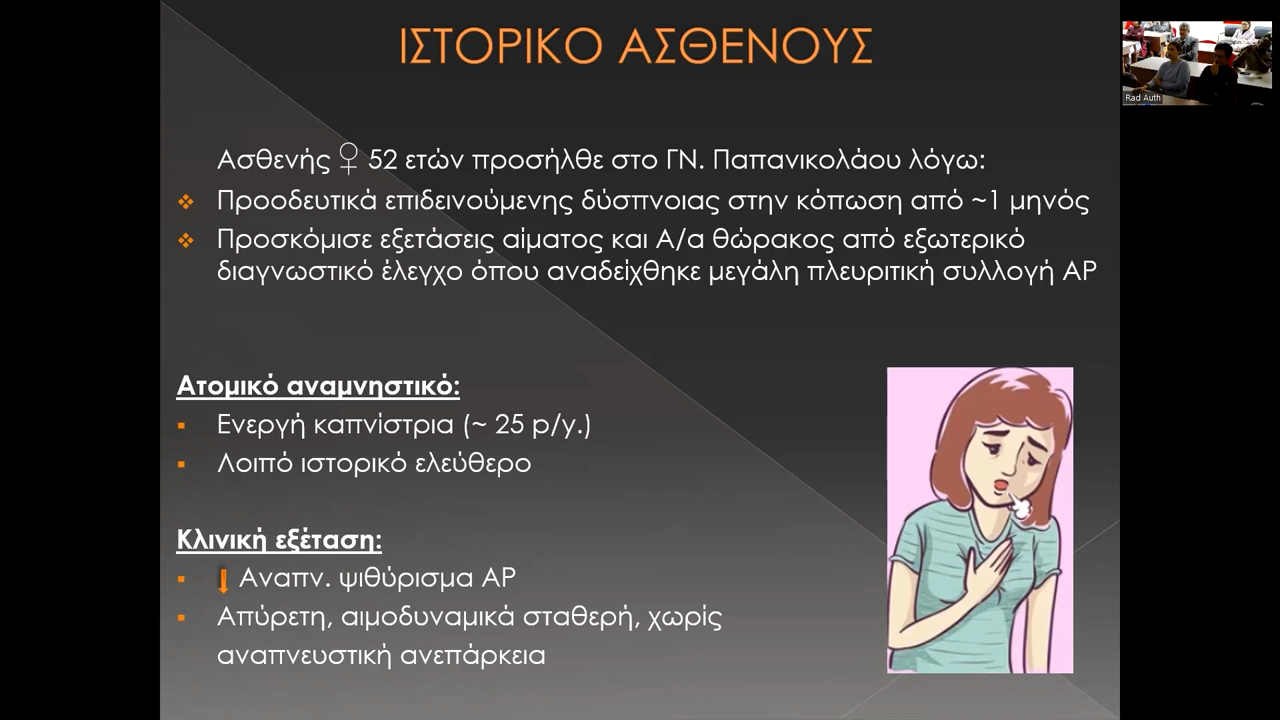 ΙΣΤΟΡΙΚΟ ΑΣΘΕΝΟΥΣ
Ασθενής ♀ 52 ετών προσήλθε στο ΓΝ. Παπανικολάου λόγω:
Προοδευτικά επιδεινούμενης δύσπνοιας στην κόπωση από ~1 μηνός
Προσκόμισε εξετάσεις αίματος και Α/α θώρακος από εξωτερικό
διαγνωστικό έλεγχο όπου αναδείχθηκε μεγάλη πλευριτική συλλογή ΑΡ
Ατομικό αναμνηστικό:
Ενεργή καπνίστρια (~ 25 p/y.)
Λοιπό ιστορικό ελεύθερο
Κλινική εξέταση:
Αναπν. ψιθύρισμα ΑΡ
Απύρετη, αιμοδυναμικά σταθερή, χωρίς
αναπνευστική ανεπάρκεια
Rad Auth